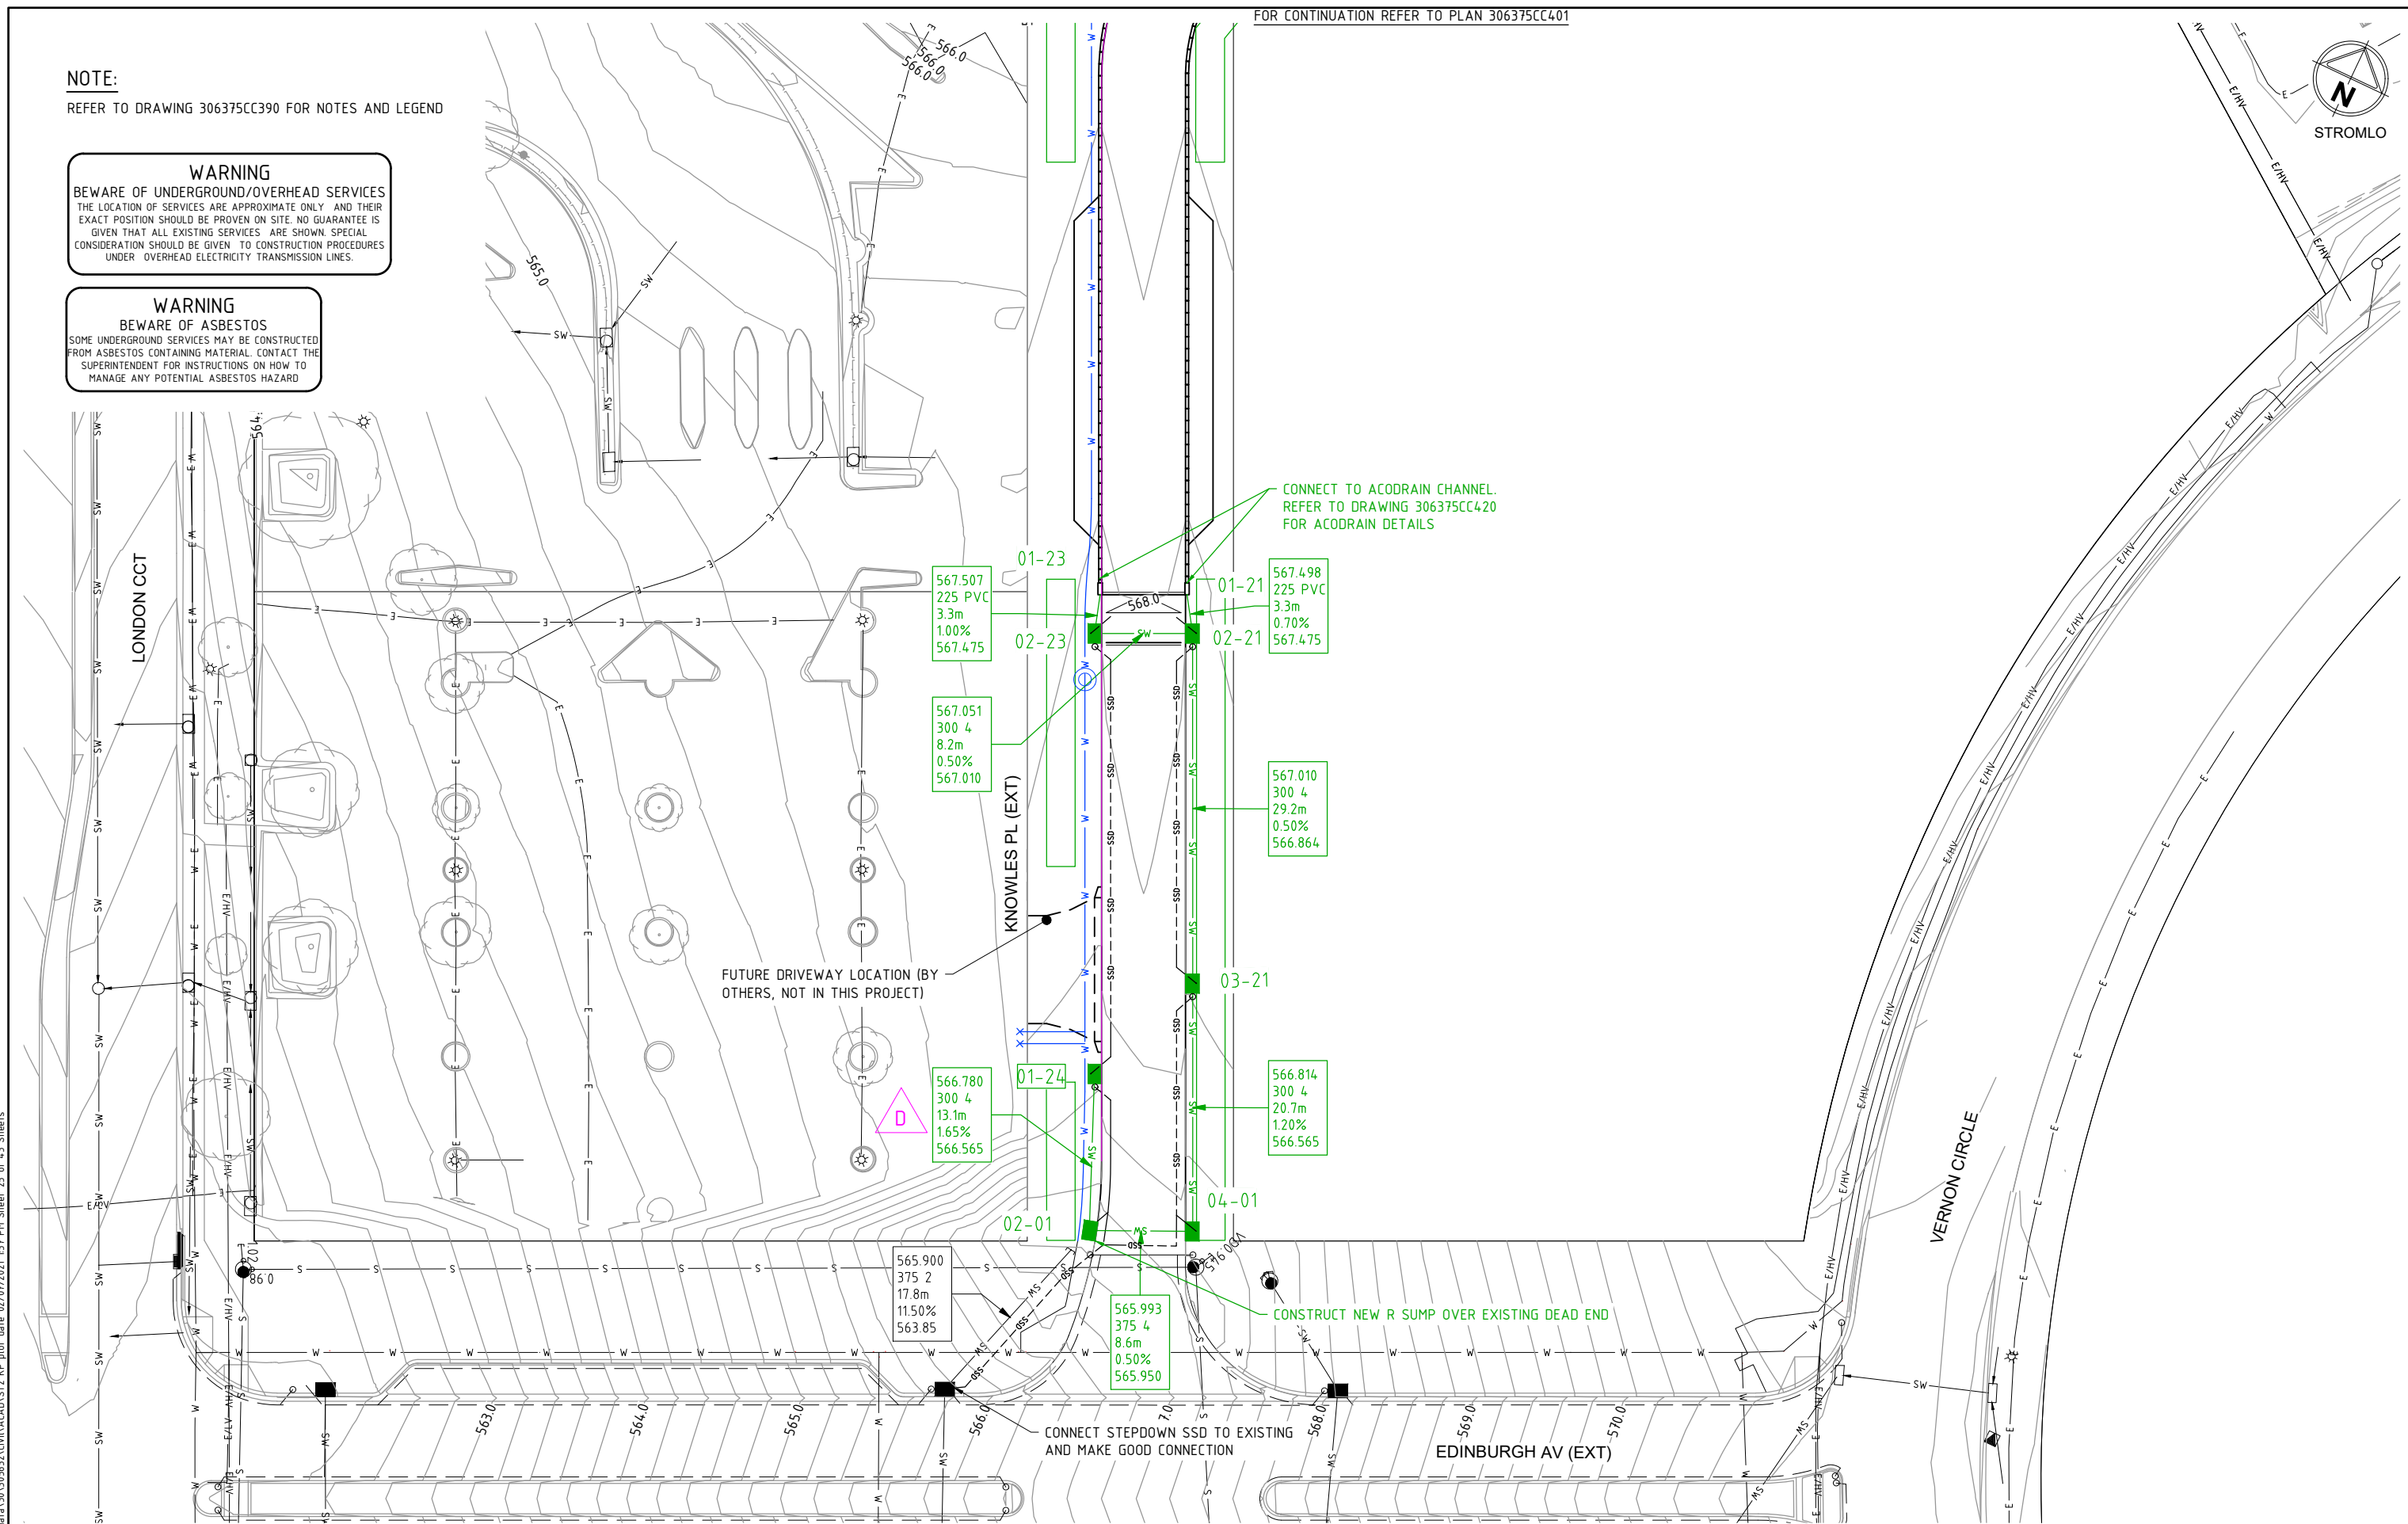 FOR CONTINUATION REFER TO PLAN 306375CC401
NOTE:
REFER TO DRAWING 306375CC390 FOR NOTES AND LEGEND
WARNING
BEWARE OF UNDERGROUND/OVERHEAD SERVICES
THE LOCATION OF SERVICES ARE APPROXIMATE ONLY AND THEIR
EXACT POSITION SHOULD BE PROVEN ON SITE. NO GUARANTEE IS
GIVEN THAT ALL EXISTING SERVICES ARE SHOWN. SPECIAL
CONSIDERATION SHOULD BE GIVEN TO CONSTRUCTION PROCEDURES
UNDER OVERHEAD ELECTRICITY TRANSMISSION LINES.
WARNING
BEWARE OF ASBESTOS
SOME UNDERGROUND SERVICES MAY BE CONSTRUCTED
FROM ASBESTOS CONTAINING MATERIAL. CONTACT THE
SUPERINTENDENT FOR INSTRUCTIONS ON HOW TO
MANAGE ANY POTENTIAL ASBESTOS HAZARD
566.0
566.0
566.0
565.0
N
STROMLO
LONDON CCT
CONNECT TO ACODRAIN CHANNEL.
REFER TO DRAWING 306375CC420
FOR ACODRAIN DETAILS
01-23
567.507
225 PVC
3.3m
1.00%
567.475
02-23
568.0
01-21
02-21
567.498
225 PVC
3.3m
0.70%
567.475
567.051
300 4
8.2m
0.50%
567.010
KNOWLES PL (EXT)
567.010
300 4
29.2m
0.50%
566.864
FUTURE DRIVEWAY LOCATION (BY
OTHERS, NOT IN THIS PROJECT)
03-21
01-24
566.780
300 4
13.1m
1.65%
566.565
D
566.814
300 4
20.7m
1.20%
566.565
04-01
02-01
565.900
375 2
17.8m
11.50%
563.85
565.993
375 4
8.6m
0.50%
565.950
CONSTRUCT NEW R SUMP OVER EXISTING DEAD END
CONNECT STEPDOWN SSD TO EXISTING
AND MAKE GOOD CONNECTION
563.0
564.0
565.0
566.0
7.0
568.0
569.0
570.0
EDINBURGH AV (EXT)
VERNON CIRCLE